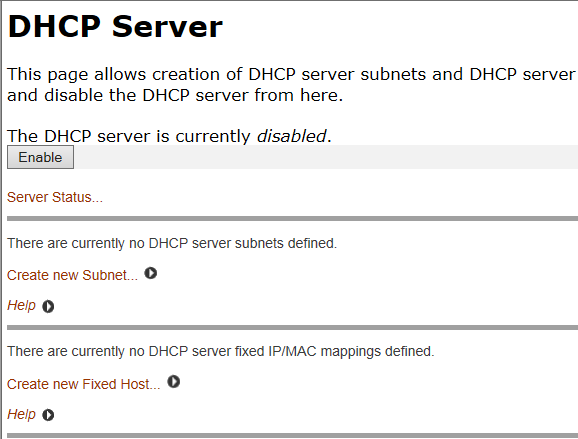 DHCP Server
This page allows creation of DHCP server subnets and DHCP server
and disable the DHCP server from here.
The DHCP server is currently disabled.
Enable
Server Status...
There are currently no DHCP server subnets defined.
Create new Subnet...
Help
There are currently no DHCP server fixed IP/MAC mappings defined.
Create new Fixed Host...
Help